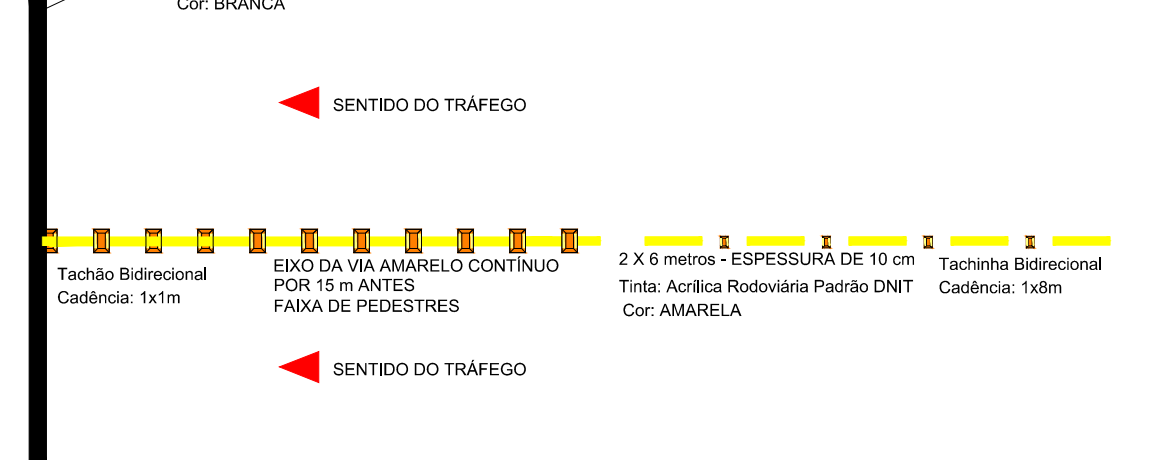 Cor: BRANCA
SENTIDO DO TRÁFEGO
Tachão Bidirecional
Cadência: 1x1m
EIXO DA VIA AMARELO CONTÍNUO
POR 15 m ANTES
FAIXA DE PEDESTRES
2 X 6 metros - ESPESSURA DE 10 cm
Tinta: Acrílica Rodoviária Padrão DNIT
Cor: AMARELA
Tachinha Bidirecional
Cadência: 1x8m
SENTIDO DO TRÁFEGO